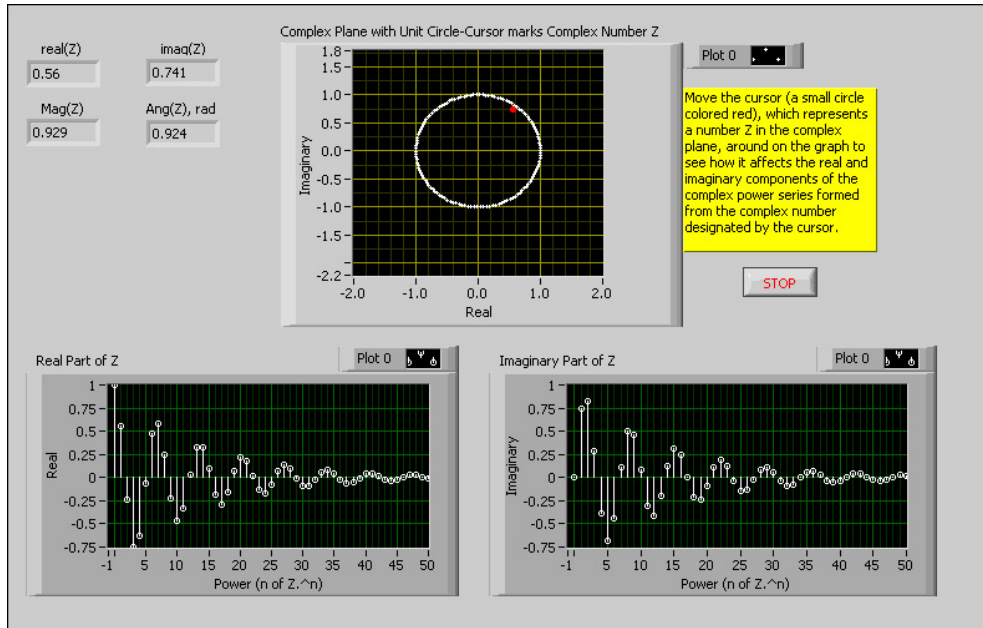 Complex Plane with Unit Circle-Cursor marks Complex Number Z
real(Z)
imag(Z)
0.56
0.741
Mag(Z)
Ang(Z), rad
0.929
0.924
Plot 0
1.8
1.5
1.0
0.5
0.0
-0.5
-1.0
-1.5
-2.2
Imaginary
-2.0 -1.0 0.0 1.0 2.0
Real
Move the cursor (a small circle
colored red), which represents
a number Z in the complex
plane, around on the graph to
see how it affects the real and
imaginary components of the
complex power series formed
from the complex number
designated by the cursor.
STOP
Real Part of Z
Plot 0
1
0.75
0.5
0.25
0
-0.25
-0.5
-0.75
Real
-1 5 10 15 20 25 30 35 40 45 50
Power (n of Z.^n)
Imaginary Part of Z
Plot 0
1
0.75
0.5
0.25
0
-0.25
-0.5
-0.75
Imaginary
-1 5 10 15 20 25 30 35 40 45 50
Power (n of Z.^n)